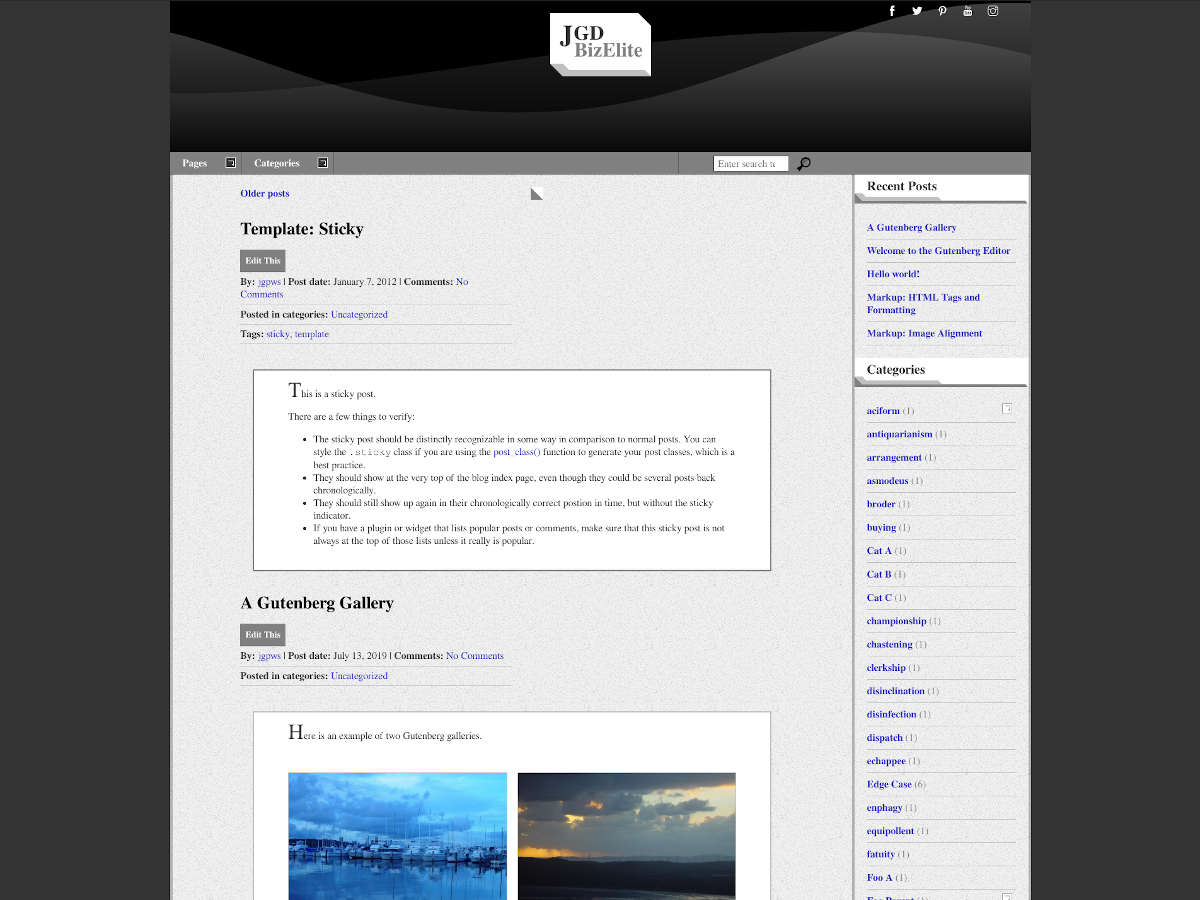 JGD
BizElite
Pages
Categories
Older posts
Template: Sticky
Edit This
By: jgpws | Post date: January 7, 2012 | Comments: No
Comments
Posted in categories: Uncategorized
Tags: sticky, template
This is a sticky post.
There are a few things to verify:
The sticky post should be distinctly recognizable in some way in comparison to normal posts. You can
style the .sticky class if you are using the post_class() function to generate your post classes, which is a
best practice.
They should show at the very top of the blog index page, even though they could be several posts back
chronologically.
They should still show up again in their chronologically correct postion in time, but without the sticky
indicator.
If you have a plugin or widget that lists popular posts or comments, make sure that this sticky post is not
always at the top of those lists unless it really is popular.
A Gutenberg Gallery
Edit This
By: jgpws | Post date: July 13, 2019 | Comments: No Comments
Posted in categories: Uncategorized
Here is an example of two Gutenberg galleries.
Enter search
Recent Posts
A Gutenberg Gallery
Welcome to the Gutenberg Editor
Hello world!
Markup: HTML Tags and
Formatting
Markup: Image Alignment
Categories
aciform (1)
antiquarianism (1)
arrangement (1)
asmodeus (1)
broder (1)
buying (1)
Cat A (1)
Cat B (1)
Cat C (1)
championship (1)
chastening (1)
clerkship (1)
disinclination (1)
disinfection (1)
dispatch (1)
echappee (1)
Edge Case (6)
enphagy (1)
equipollent (1)
fatuity (1)
Foo A (1)